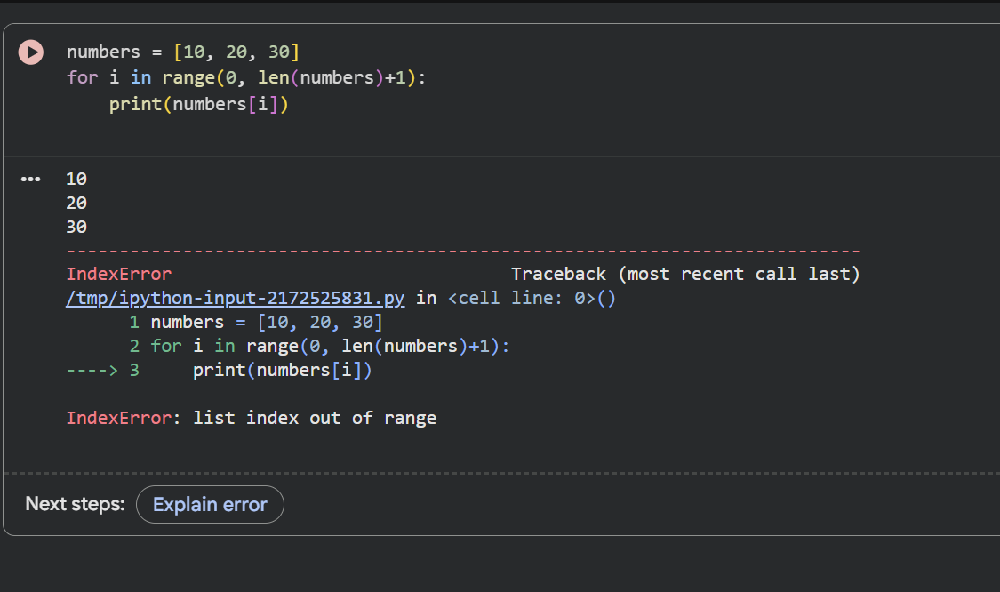 numbers = [10, 20, 30]
for i in range(0, len(numbers)+1):
    print(numbers[i])
10
20
30
---------------------------------------------------------------------------
IndexError                                Traceback (most recent call last)
/tmp/ipython-input-2172525831.py in <cell line: 0>()
      1 numbers = [10, 20, 30]
      2 for i in range(0, len(numbers)+1):
----> 3     print(numbers[i])
IndexError: list index out of range
Next steps: Explain error